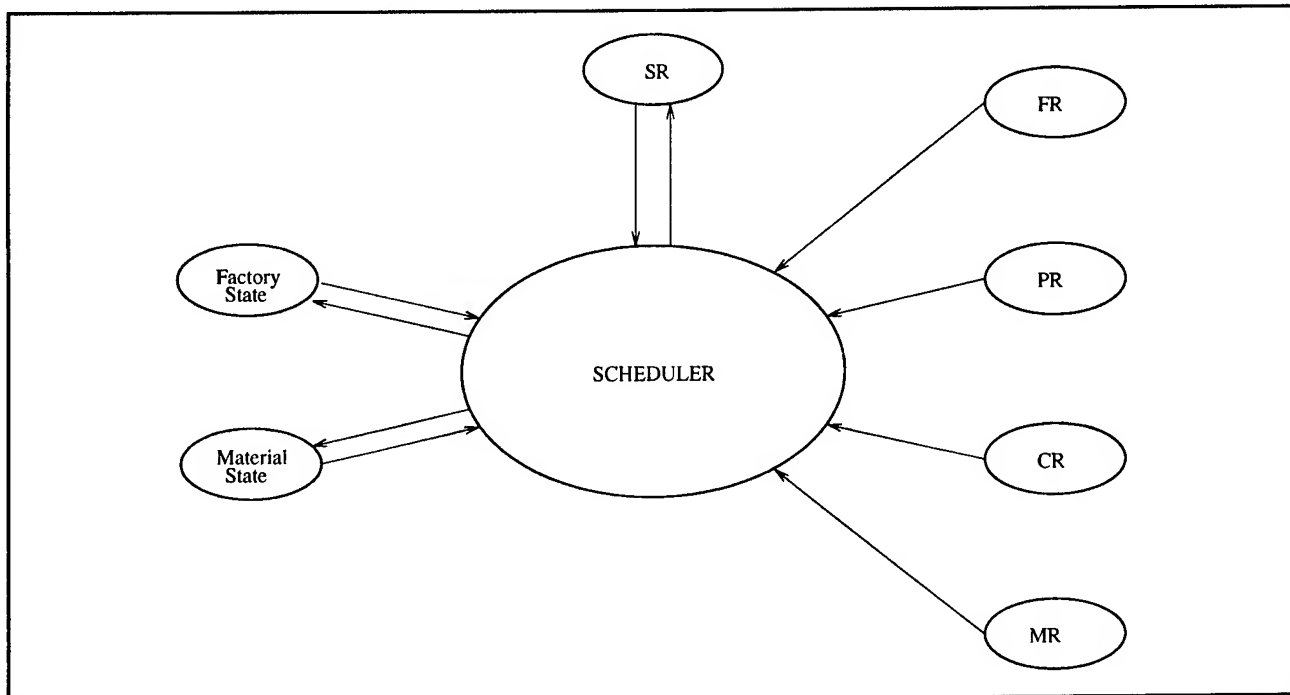 SR
FR
Factory
State
PR
SCHEDULER
Material
State
CR
MR